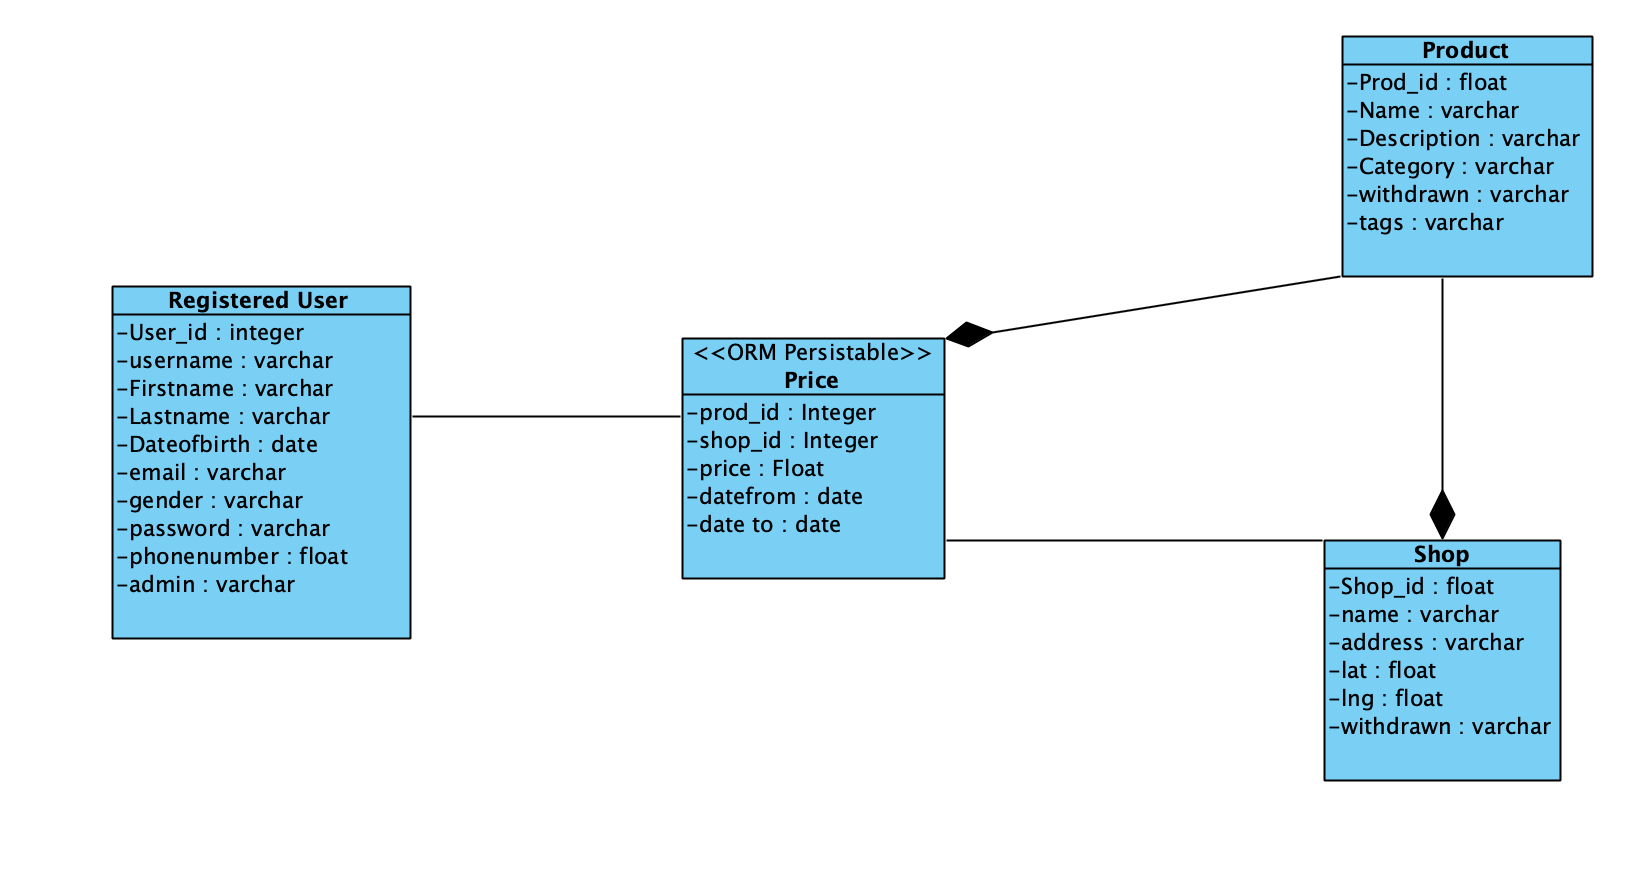 Product
-Prod_id : float
-Name : varchar
-Description : varchar
-Category : varchar
-withdrawn : varchar
-tags : varchar
Registered User
-User_id : integer
-username : varchar
-Firstname : varchar
-Lastname : varchar
-Dateofbirth : date
-email : varchar
-gender : varchar
-password : varchar
-phonenumber : float
-admin : varchar
<<ORM Persistable>>
Price
-prod_id : Integer
-shop_id : Integer
-price : Float
-datefrom : date
-date to : date
Shop
-Shop_id : float
-name : varchar
-address : varchar
-lat : float
-lng : float
-withdrawn : varchar